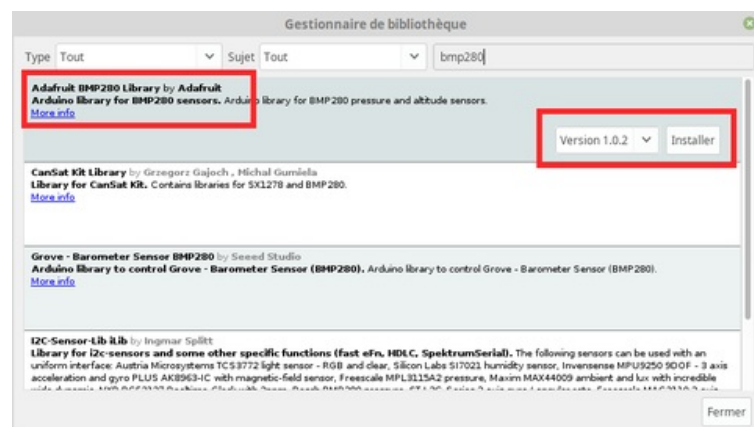 Gestionnaire de bibliothèque
Type Tout Sujet Tout bmp280
Adafruit BMP280 Library by Adafruit
Arduino library for BMP280 sensors. Arduino library for BMP280 pressure and altitude sensors.
More info
Version 1.0.2 Installer
CanSat Kit Library by Grzegorz Gajoch , Michal Gumiela
Library for CanSat Kit. Contains libraries for SX1278 and BMP280.
More info
Grove - Barometer Sensor BMP280 by Seeed Studio
Arduino library to control Grove - Barometer Sensor (BMP280). Arduino library to control Grove - Barometer Sensor (BMP280).
More info
I2C-Sensor-Lib iLib by Ingmar Splitt
Library for i2c-sensors and some other specific functions (fast eFn, HDLC, SpektrumSerial). The following sensors can be used with an
uniform interface: Austria Microsystems TCS3772 light sensor - RGB and clear, Silicon Labs SI7021 humidity sensor, Invensense MPU9250 9DOF - 3 axis
acceleration and gyro PLUS AK8963-IC with magnetic-field sensor, Freescale MPL3115A2 pressure, Maxim MAX44009 ambient and lux with incredible
Fermer